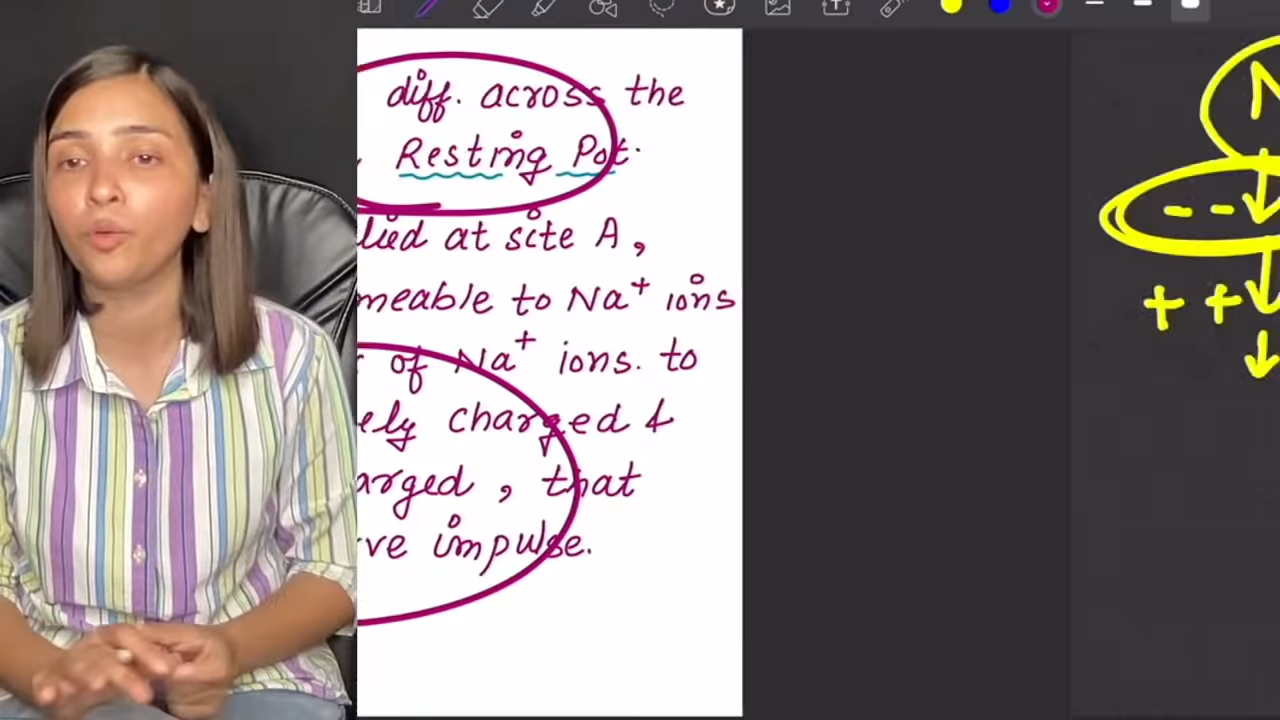 diff. across the
Resting Pot.
lied at site A,
meable to Na⁺ ions
of Na⁺ ions. to
ely charged &
arged, that
ve impulse.
N
- -
+ +